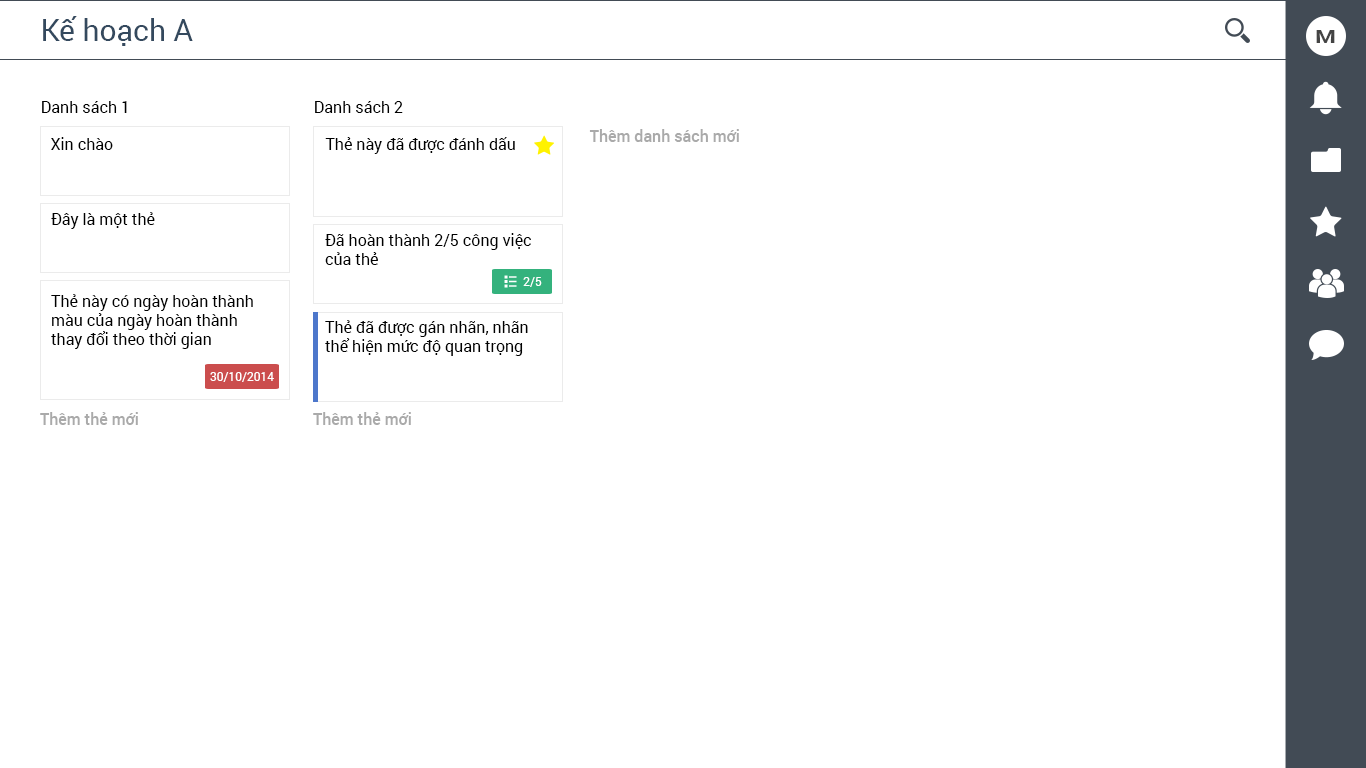 Kế hoạch A
M
Danh sách 1
Xin chào
Đây là một thẻ
Thẻ này có ngày hoàn thành
màu của ngày hoàn thành
thay đổi theo thời gian
30/10/2014
Thêm thẻ mới
Danh sách 2
Thẻ này đã được đánh dấu
Đã hoàn thành 2/5 công việc
của thẻ
2/5
Thẻ đã được gán nhãn, nhãn
thể hiện mức độ quan trọng
Thêm thẻ mới
Thêm danh sách mới